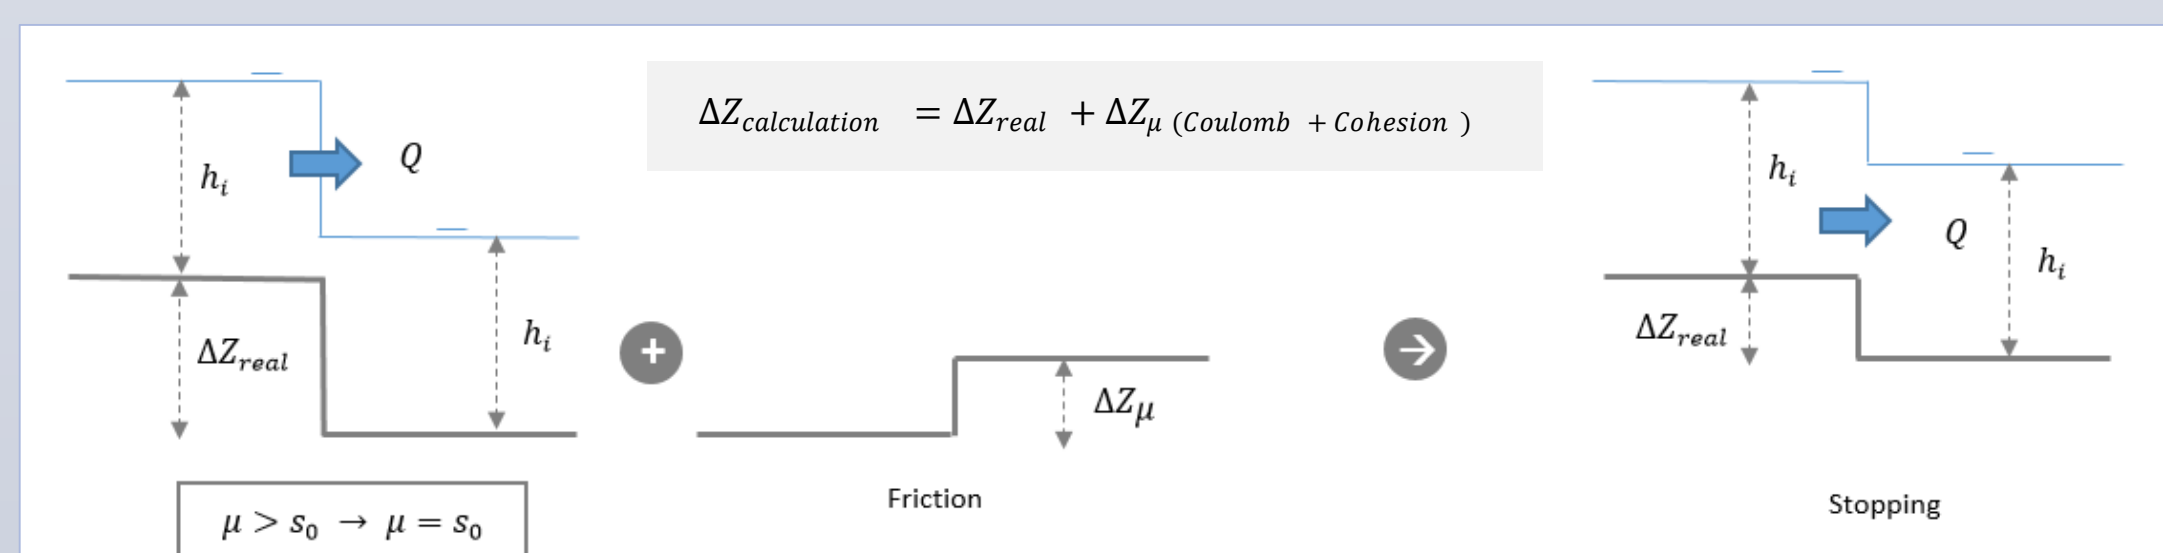 ΔZ_calculation = ΔZ_real + ΔZ_μ (Coulomb + Cohesion )
h_i
Q
ΔZ_real
h_i
μ > s_0 → μ = s_0
+
ΔZ_μ
Friction
→
h_i
Q
h_i
ΔZ_real
Stopping